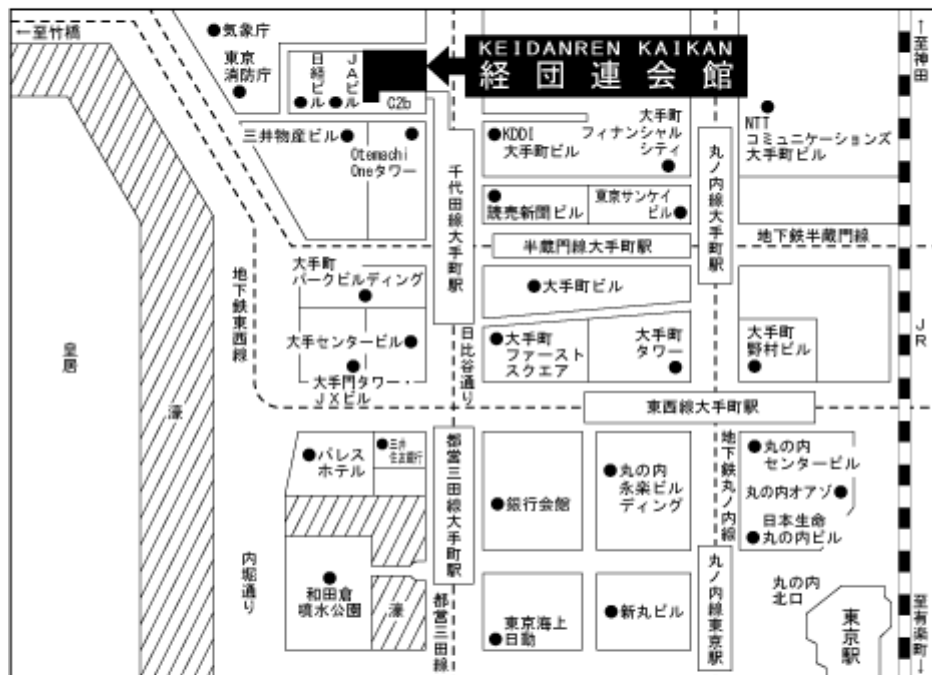 ←至竹橋
気象庁
東京
消防庁
日経ビル
JAビル
C2b
KEIDANREN KAIKAN
経団連会館
←至神田
三井物産ビル
Otemachi
Oneタワー
千代田線大手町駅
KDDI
大手町ビル
大手町
フィナンシャル
シティ
丸ノ内線大手町駅
NTT
コミュニケーションズ
大手町ビル
読売新聞ビル
東京サンケイ
ビル
半蔵門線大手町駅
地下鉄半蔵門線
地下鉄東西線
大手町
パークビルディング
大手町ビル
皇居
濠
大手センタービル
大手門タワー・
JXビル
日比谷通り
大手町
ファースト
スクエア
大手町
タワー
大手町
野村ビル
JR
東西線大手町駅
パレス
ホテル
三井
住友銀行
都営三田線大手町駅
銀行会館
丸の内
永楽ビル
ディング
地下鉄丸ノ内線
丸の内
センタービル
丸の内オアゾ
日本生命
丸の内ビル
内堀通り
和田倉
噴水公園
濠
都営三田線
東京海上
日動
新丸ビル
丸ノ内線東京駅
丸の内
北口
東京駅
至有楽町→